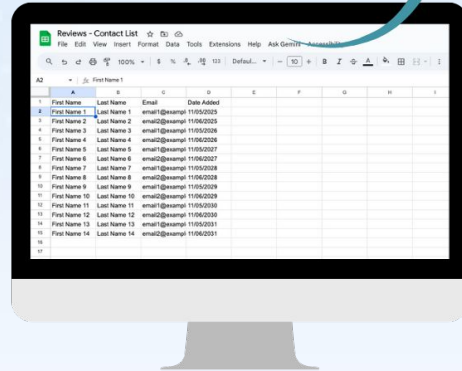 Reviews - Contact List
File Edit View Insert Format Data Tools Extensions Help Ask Gemini Accessibility
100% $ % .0 .00 123 Defaul... - 10 + B I S A
A2 fx First Name 1
A B C D E F G H I
1 First Name Last Name Email Date Added
2 First Name 1 Last Name 1 email1@exampl 11/05/2025
3 First Name 2 Last Name 2 email2@exampl 11/06/2025
4 First Name 3 Last Name 3 email1@exampl 11/05/2026
5 First Name 4 Last Name 4 email2@exampl 11/06/2026
6 First Name 5 Last Name 5 email1@exampl 11/05/2027
7 First Name 6 Last Name 6 email2@exampl 11/06/2027
8 First Name 7 Last Name 7 email1@exampl 11/05/2028
9 First Name 8 Last Name 8 email2@exampl 11/06/2028
10 First Name 9 Last Name 9 email1@exampl 11/05/2029
11 First Name 10 Last Name 10 email2@exampl 11/06/2029
12 First Name 11 Last Name 11 email1@exampl 11/05/2030
13 First Name 12 Last Name 12 email2@exampl 11/06/2030
14 First Name 13 Last Name 13 email1@exampl 11/05/2031
15 First Name 14 Last Name 14 email2@exampl 11/06/2031
16
17